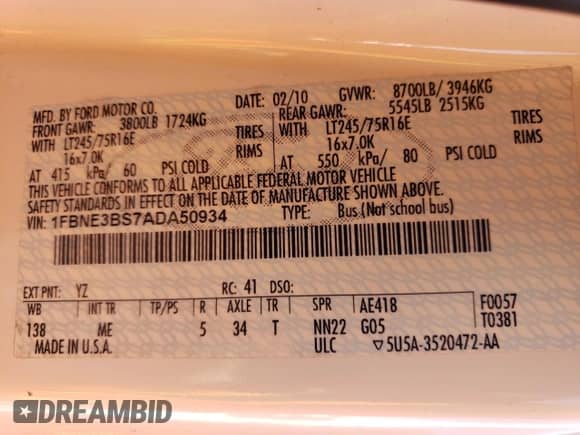 MFD. BY FORD MOTOR CO. DATE: 02/10 GVWR: 8700LB/ 3946KG
FRONT GAWR: 3800LB 1724KG REAR GAWR: 5545LB 2515KG
WITH LT245/75R16E TIRES WITH LT245/75R16E TIRES
16x7.0K RIMS 16x7.0K RIMS
AT 415 kPa/ 60 PSI COLD AT 550 kPa/ 80 PSI COLD
THIS VEHICLE CONFORMS TO ALL APPLICABLE FEDERAL MOTOR VEHICLE
SAFETY STANDARDS IN EFFECT ON THE DATE OF MANUFACTURE SHOWN ABOVE.
VIN: 1FBNE3BS7ADA50934 TYPE: Bus (Not school bus)
EXT PNT: YZ RC: 41 DSO:
WB INT TR TP/PS R AXLE TR SPR AE41B F0057
138 ME 5 34 T NN22 G05 T0381
MADE IN U.S.A. ULC ▽5U5A-3520472-AA
DREAMBID